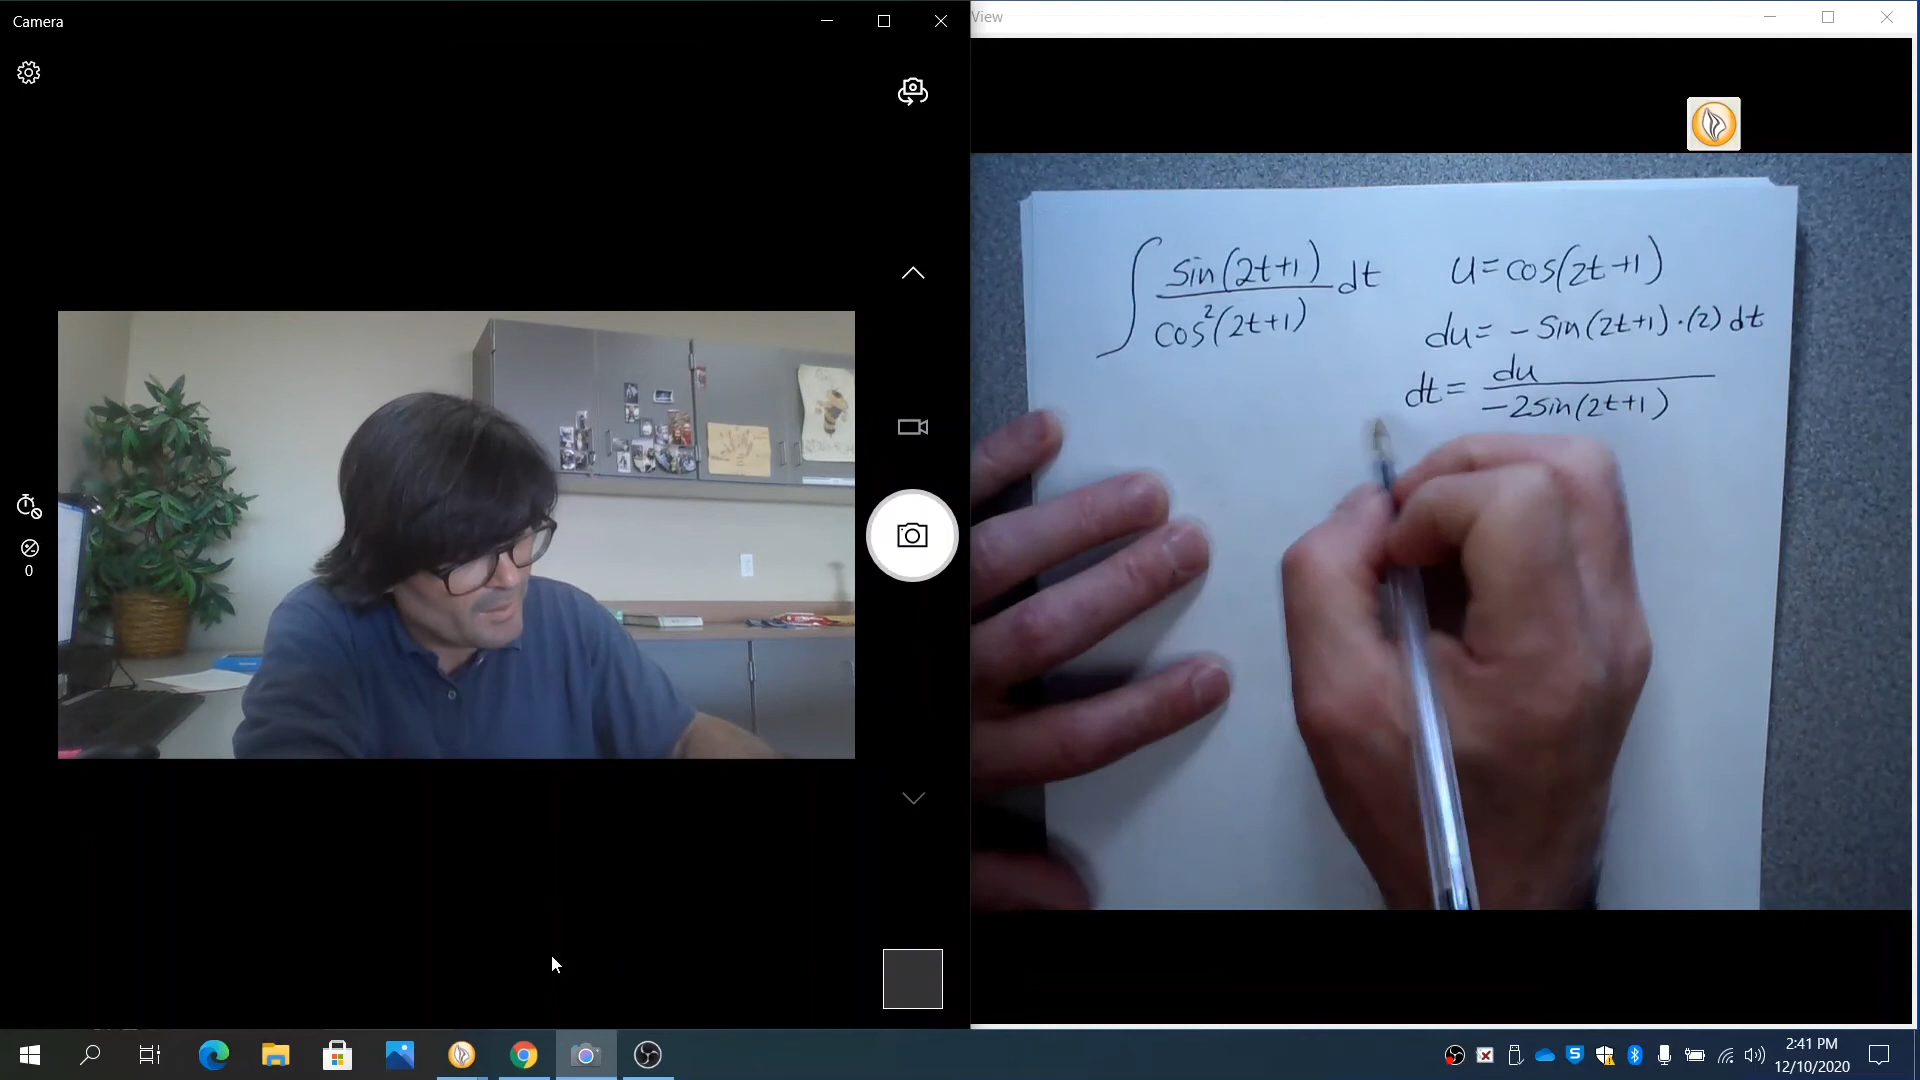 Camera
View
0
∫ sin(2t+1) / cos²(2t+1) dt
u = cos(2t+1)
du = - sin(2t+1)·(2) dt
dt = du / -2sin(2t+1)
2:41 PM
12/10/2020